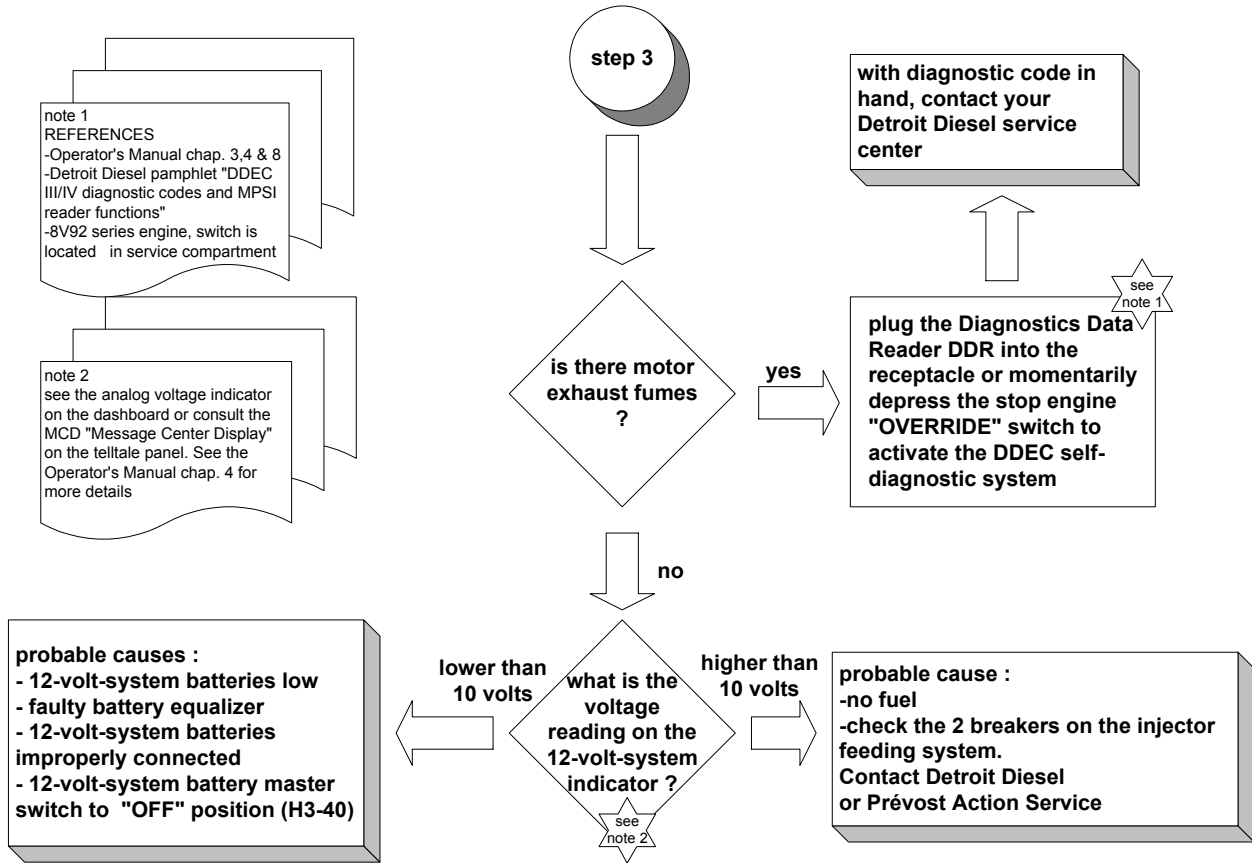 step 3
with diagnostic code in
hand, contact your
Detroit Diesel service
center
note 1
REFERENCES
-Operator's Manual chap. 3,4 & 8
-Detroit Diesel pamphlet "DDEC
III/IV diagnostic codes and MPSI
reader functions"
-8V92 series engine, switch is
located in service compartment
note 2
see the analog voltage indicator
on the dashboard or consult the
MCD "Message Center Display"
on the telltale panel. See the
Operator's Manual chap. 4 for
more details
is there motor
exhaust fumes
?
yes
see
note 1
plug the Diagnostics Data
Reader DDR into the
receptacle or momentarily
depress the stop engine
"OVERRIDE" switch to
activate the DDEC self-
diagnostic system
no
probable causes :
- 12-volt-system batteries low
- faulty battery equalizer
- 12-volt-system batteries
improperly connected
- 12-volt-system battery master
switch to "OFF" position (H3-40)
lower than
10 volts
what is the
voltage
reading on the
12-volt-system
indicator ?
see
note 2
higher than
10 volts
probable cause :
-no fuel
-check the 2 breakers on the injector
feeding system.
Contact Detroit Diesel
or Prévost Action Service